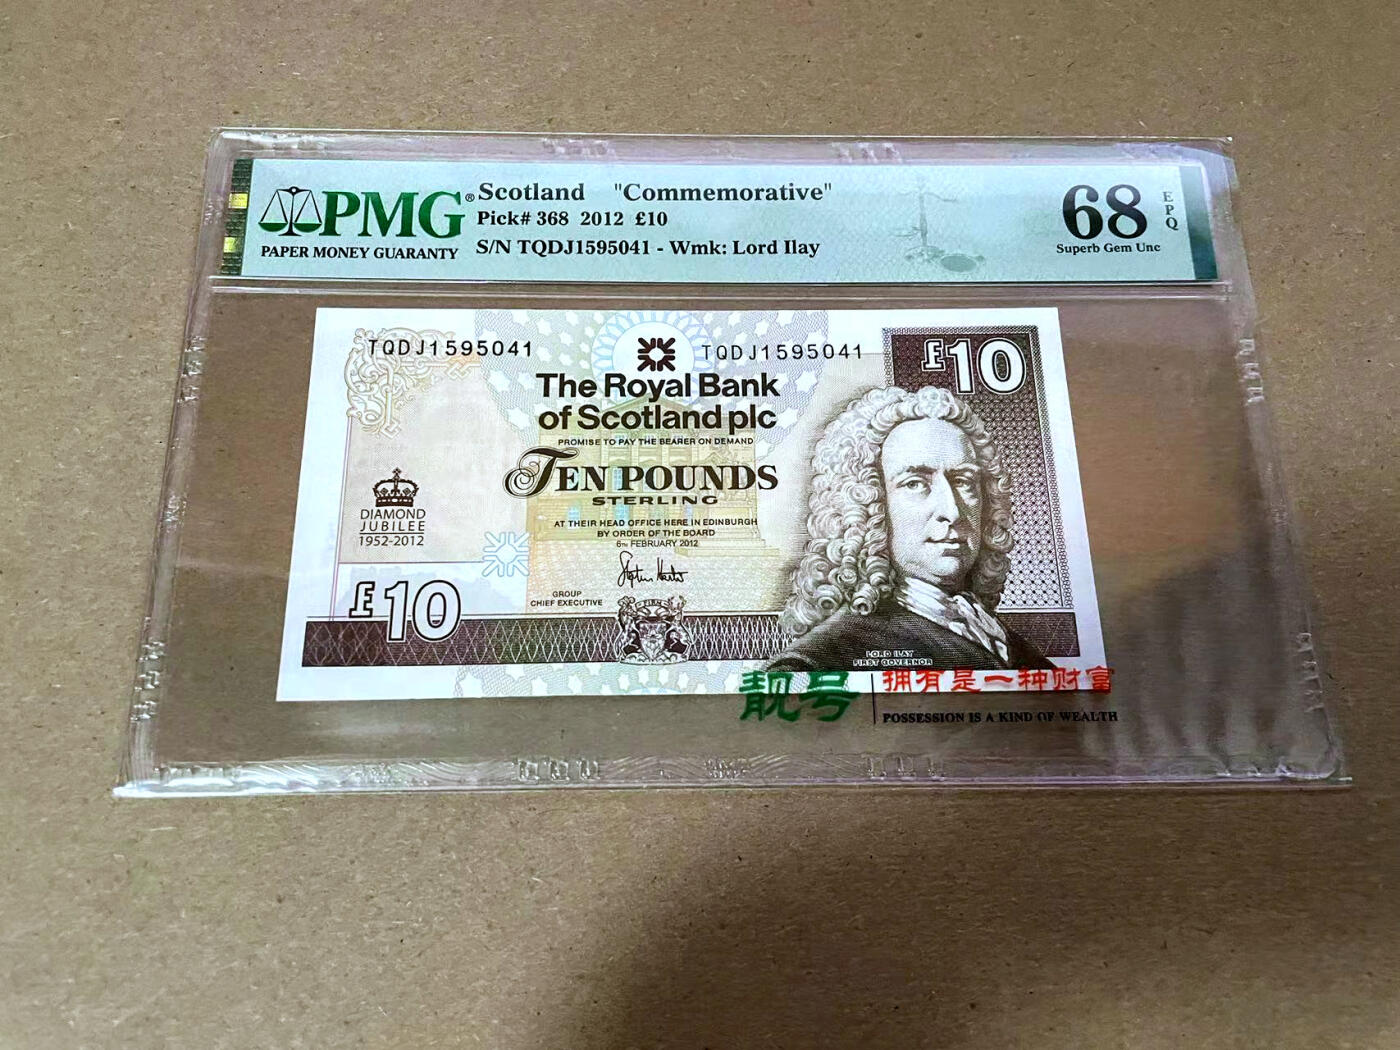 PMG®
PAPER MONEY GUARANTY
Scotland "Commemorative"
Pick# 368 2012 £10
S/N TQDJ1595041 - Wmk: Lord Ilay
68
EPQ
Superb Gem Unc
TQDJ1595041
TQDJ1595041
£10
The Royal Bank
of Scotland plc
PROMISE TO PAY THE BEARER ON DEMAND
TEN POUNDS
STERLING
AT THEIR HEAD OFFICE HERE IN EDINBURGH
BY ORDER OF THE BOARD
6TH FEBRUARY 2012
DIAMOND
JUBILEE
1952-2012
GROUP
CHIEF EXECUTIVE
£10
FIRM
LORD ILAY
FIRST GOVERNOR
靓号
拥有是一种财富
POSSESSION IS A KIND OF WEALTH